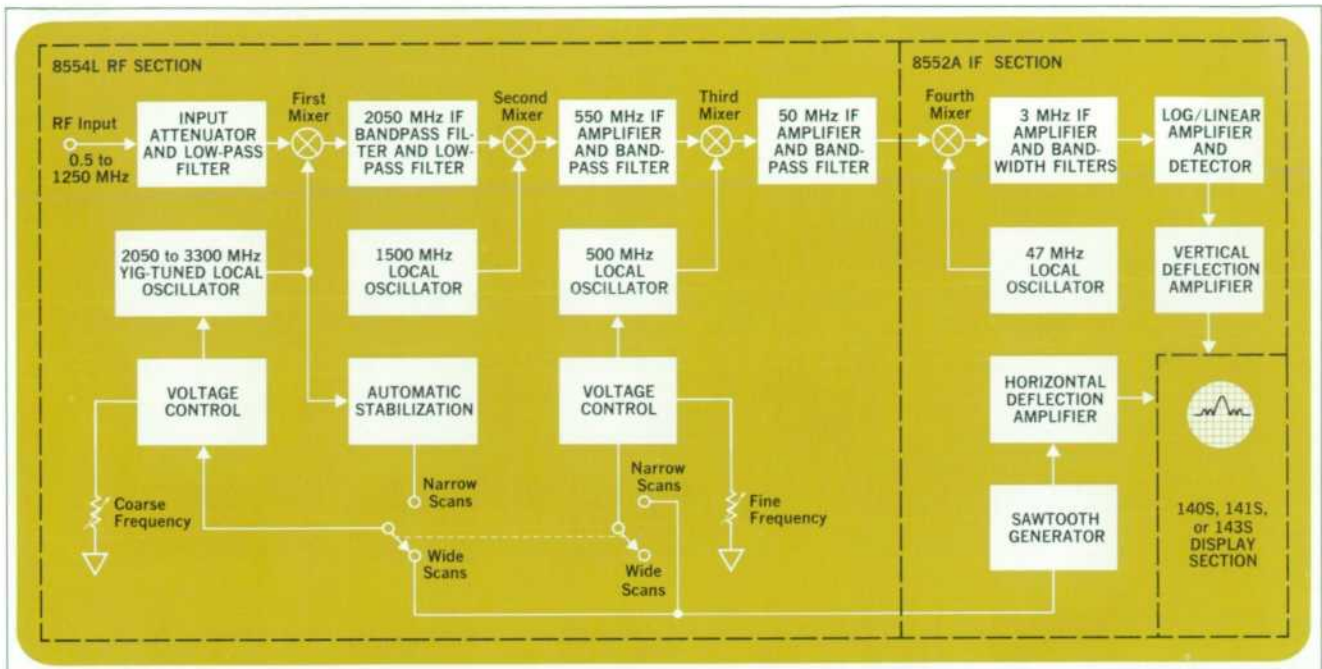 8554L RF SECTION
8552A IF SECTION
RF Input
0.5 to
1250 MHz
INPUT
ATTENUATOR
AND LOW-PASS
FILTER
First
Mixer
2050 MHz IF
BANDPASS FIL-
TER AND LOW-
PASS FILTER
Second
Mixer
550 MHz IF
AMPLIFIER
AND BAND-
PASS FILTER
Third
Mixer
50 MHz IF
AMPLIFIER
AND BAND-
PASS FILTER
Fourth
Mixer
3 MHz IF
AMPLIFIER
AND BAND-
WIDTH FILTERS
LOG/LINEAR
AMPLIFIER
AND
DETECTOR
2050 to 3300 MHz
YIG-TUNED LOCAL
OSCILLATOR
1500 MHz
LOCAL
OSCILLATOR
500 MHz
LOCAL
OSCILLATOR
47 MHz
LOCAL
OSCILLATOR
VERTICAL
DEFLECTION
AMPLIFIER
VOLTAGE
CONTROL
AUTOMATIC
STABILIZATION
VOLTAGE
CONTROL
HORIZONTAL
DEFLECTION
AMPLIFIER
Coarse
Frequency
Narrow
Scans
Wide
Scans
Narrow
Scans
Wide
Scans
Fine
Frequency
SAWTOOTH
GENERATOR
140S, 141S,
or 143S
DISPLAY
SECTION